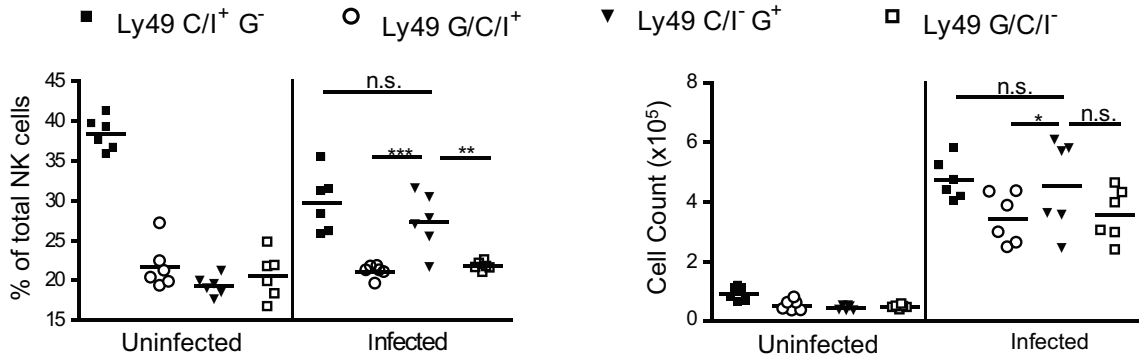 Ly49 C/I⁺ G⁻
Ly49 G/C/I⁺
Ly49 C/I⁻ G⁺
Ly49 G/C/I⁻
% of total NK cells
45
40
35
30
25
20
15
n.s.
***
**
Uninfected
Infected
Cell Count (x10⁵)
8
6
4
2
0
n.s.
*
n.s.
Uninfected
Infected